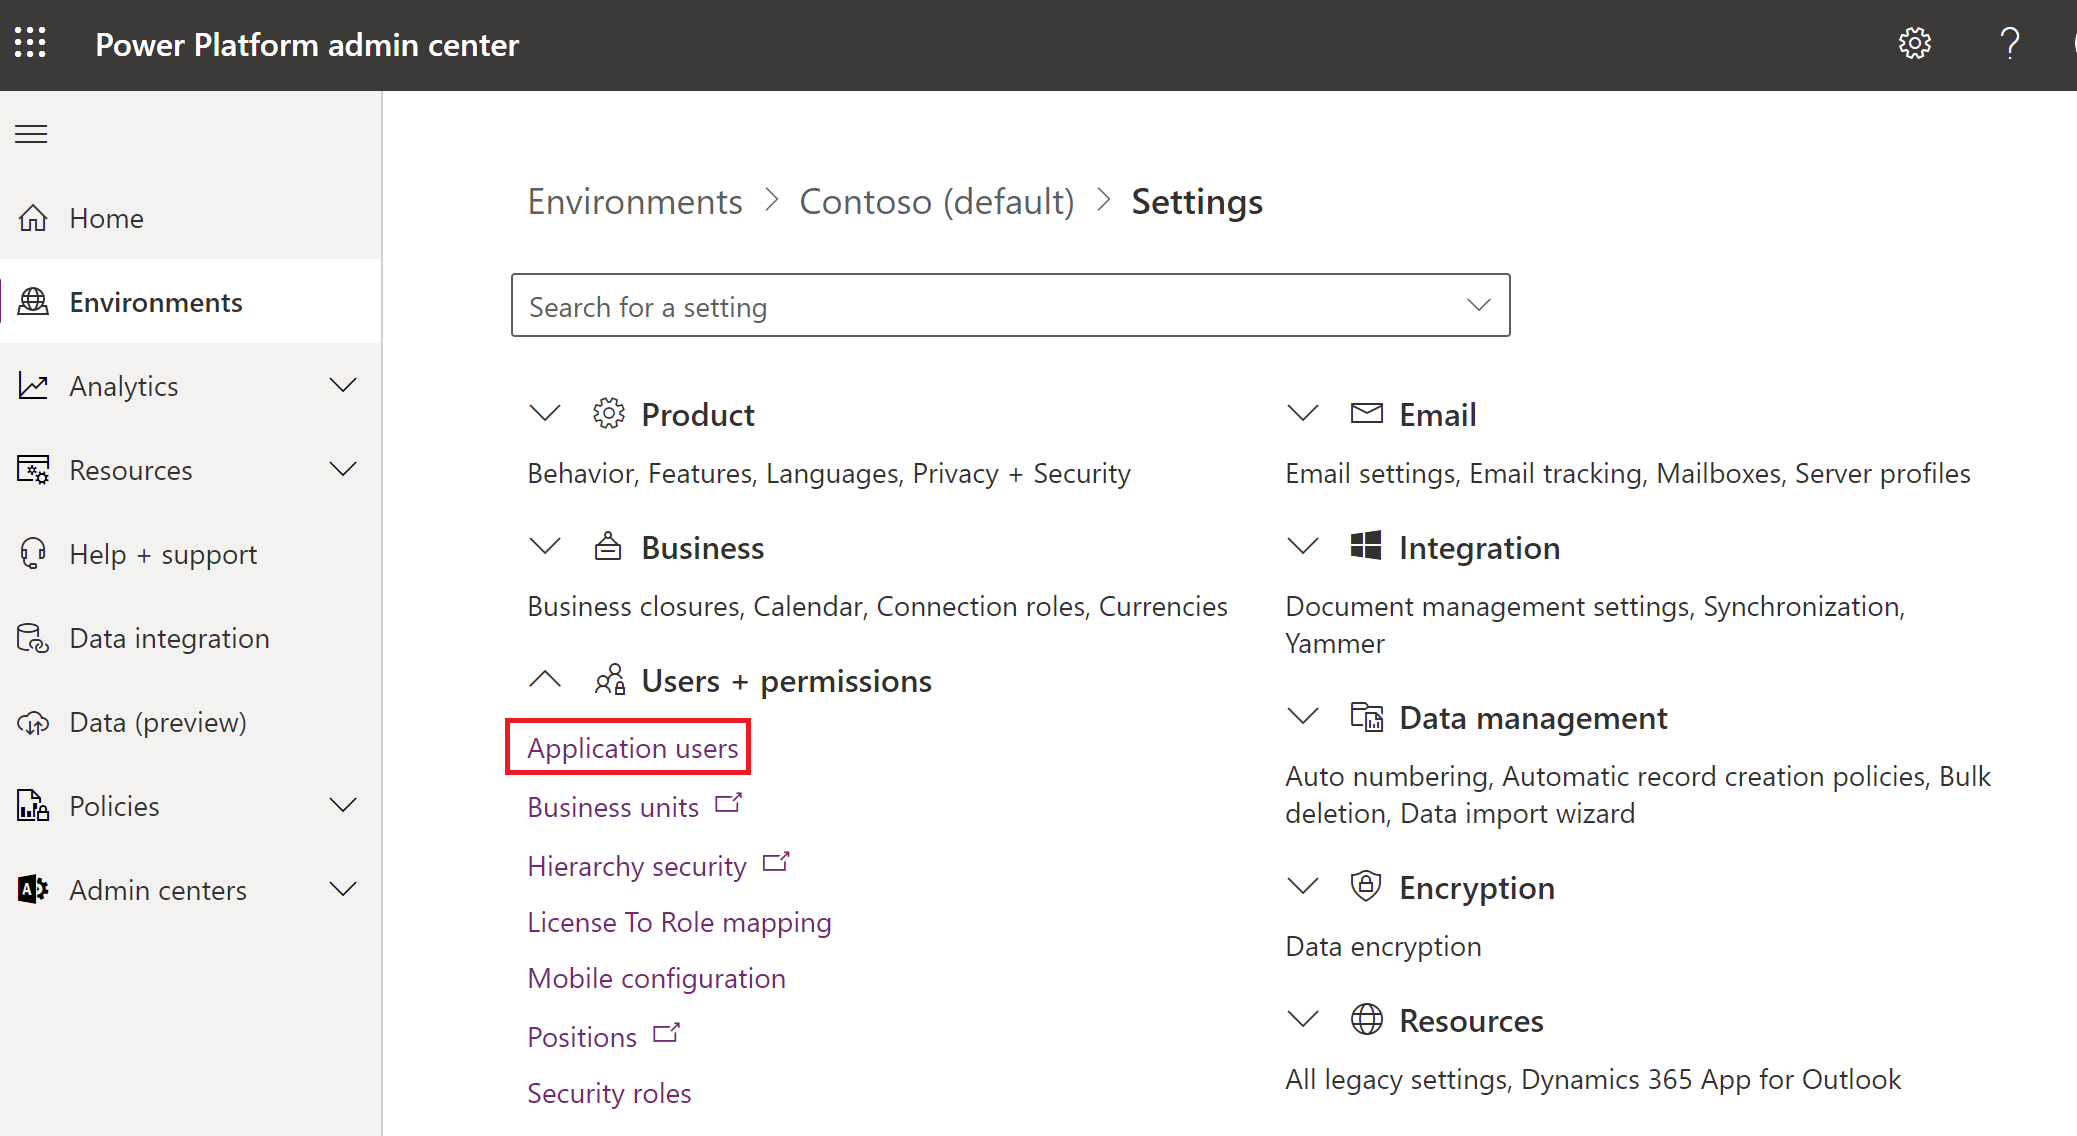 Power Platform admin center
Home
Environments
Analytics
Resources
Help + support
Data integration
Data (preview)
Policies
Admin centers
Environments > Contoso (default) > Settings
Search for a setting
Product
Behavior, Features, Languages, Privacy + Security
Business
Business closures, Calendar, Connection roles, Currencies
Users + permissions
Application users
Business units
Hierarchy security
License To Role mapping
Mobile configuration
Positions
Security roles
Email
Email settings, Email tracking, Mailboxes, Server profiles
Integration
Document management settings, Synchronization,
Yammer
Data management
Auto numbering, Automatic record creation policies, Bulk
deletion, Data import wizard
Encryption
Data encryption
Resources
All legacy settings, Dynamics 365 App for Outlook